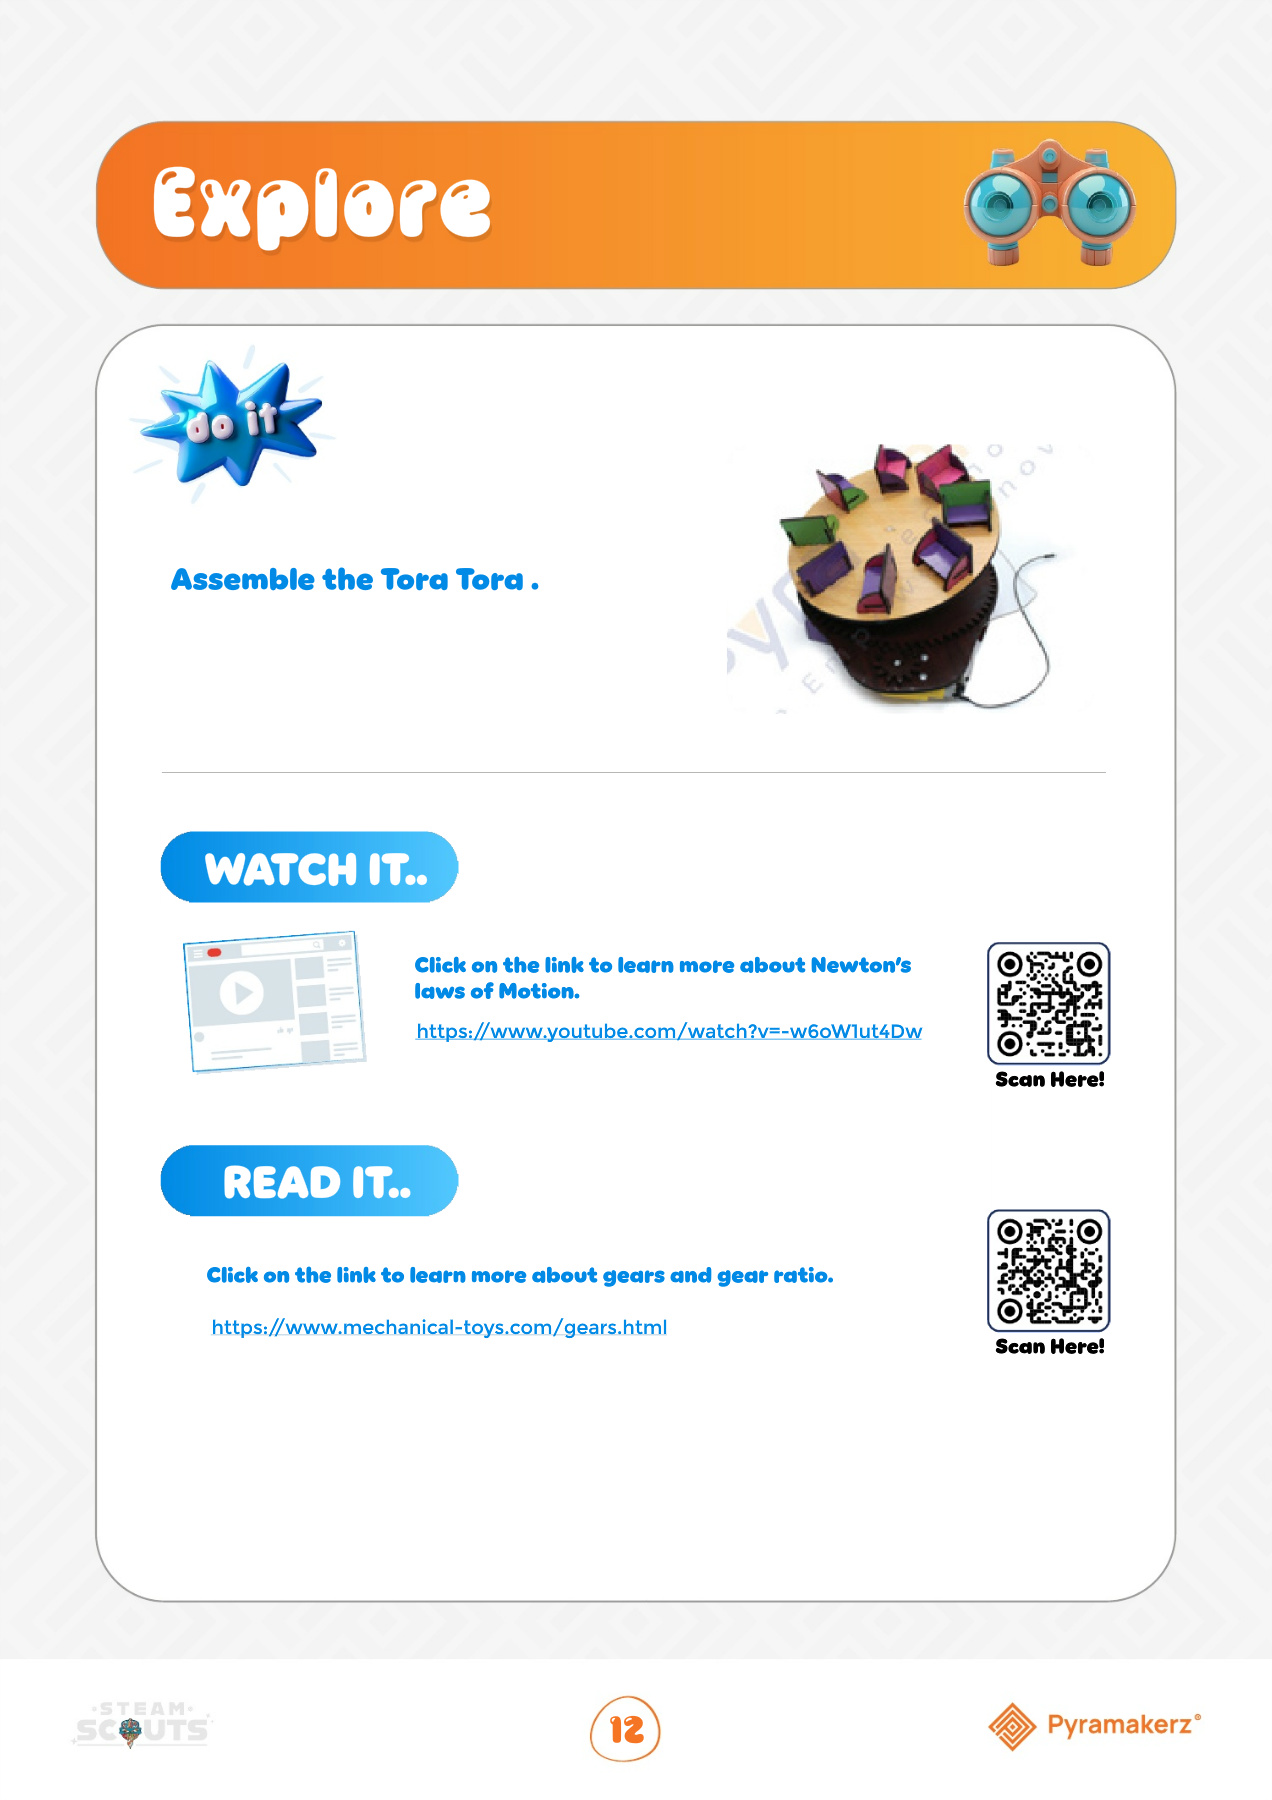 Explore
do it
Assemble the Tora Tora .
WATCH IT..
Click on the link to learn more about Newton's
laws of Motion.
https://www.youtube.com/watch?v=-w6oW1ut4Dw
Scan Here!
READ IT..
Click on the link to learn more about gears and gear ratio.
https://www.mechanical-toys.com/gears.html
Scan Here!
STEAM
SCOUTS
12
Pyramakerz®